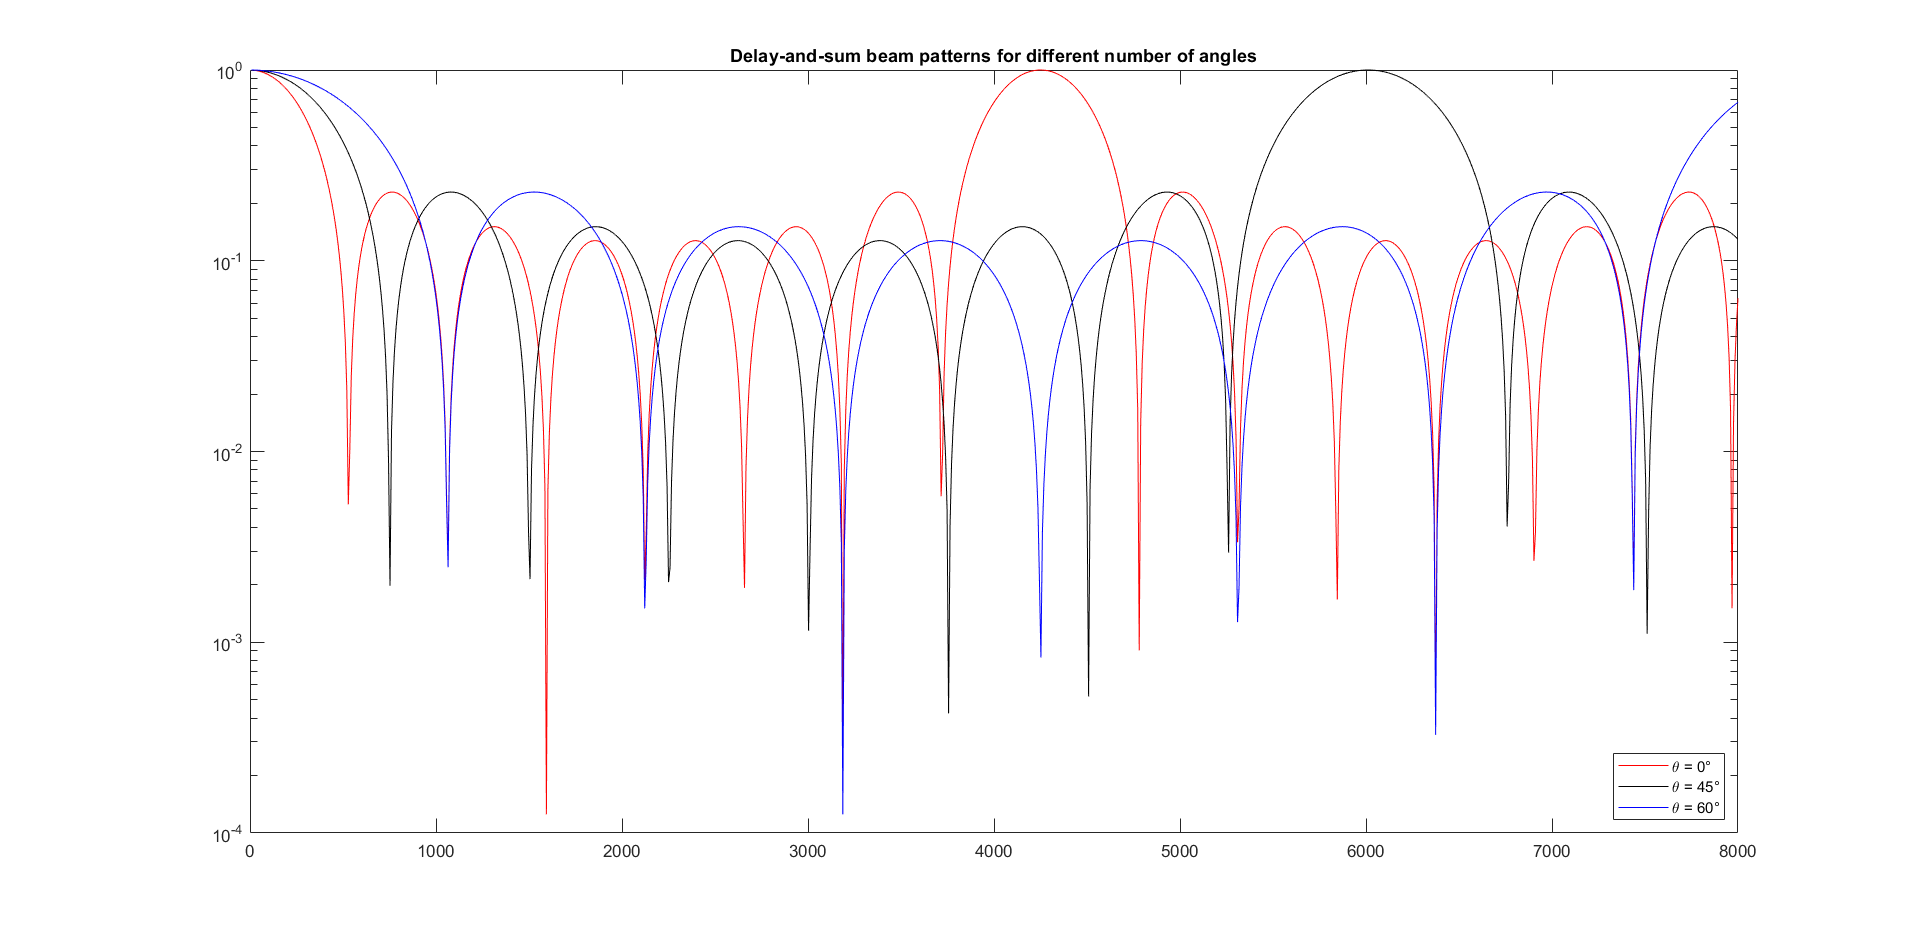 Delay-and-sum beam patterns for different number of angles
10^0
10^-1
10^-2
10^-3
10^-4
0 1000 2000 3000 4000 5000 6000 7000 8000
θ = 0°
θ = 45°
θ = 60°